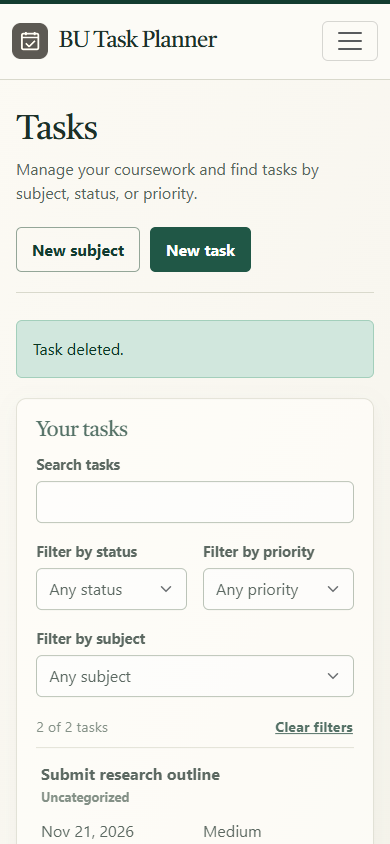 BU Task Planner
Tasks
Manage your coursework and find tasks by
subject, status, or priority.
New subject
New task
Task deleted.
Your tasks
Search tasks
Filter by status
Filter by priority
Any status
Any priority
Filter by subject
Any subject
2 of 2 tasks
Clear filters
Submit research outline
Uncategorized
Nov 21, 2026
Medium